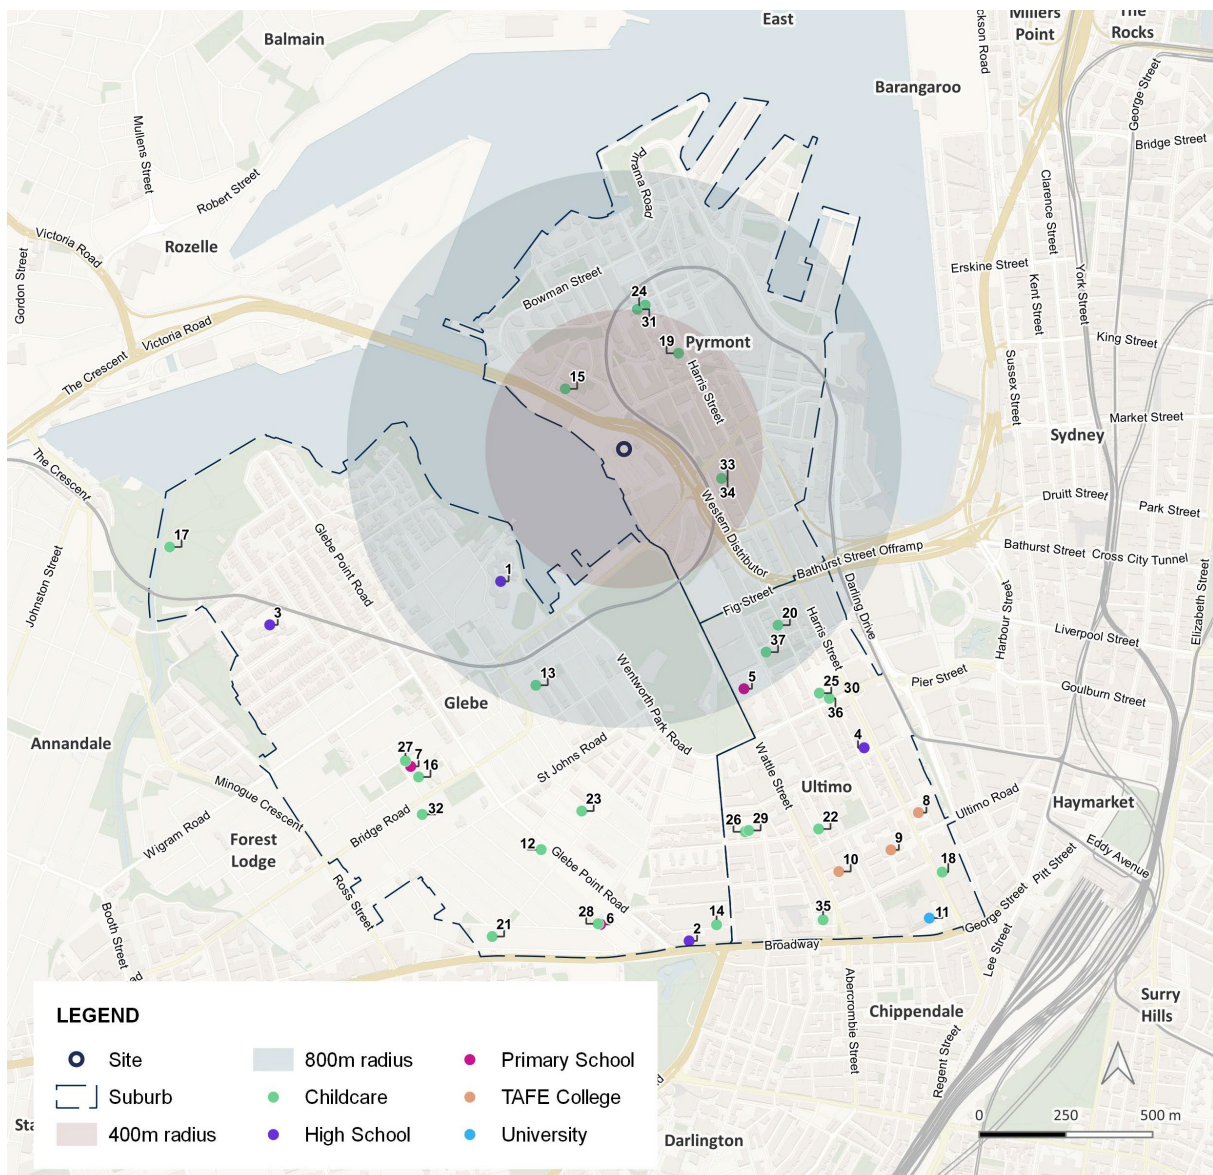 East
Millers
Point
The
Rocks
Balmain
Barangaroo
ckson Road
George Street
Bridge Street
Mullens Street
Robert Street
Pirrama Road
Clarence Street
Rozelle
Victoria Road
Gordon Street
Erskine Street
Kent Street
York Street
Bowman Street
24
31
19
Pyrmont
Victoria Road
The Crescent
King Street
15
Harris Street
Sussex Street
Market Street
Sydney
The Crescent
33
34
Druitt Street
Park Street
Western Distributor
17
Glebe Point Road
Bathurst Street Offramp
Bathurst Street
Cross City Tunnel
Johnston Street
1
Fig Street
Darling Drive
Harbour Street
Elizabeth Street
3
20
Harris Street
Liverpool Street
37
13
Wentworth Park Road
5
25
30
36
Pier Street
Goulburn Street
Glebe
Annandale
27
7
16
St Johns Road
Wattle Street
4
Ultimo
Minogue Crescent
Wigram Road
Bridge Road
32
23
26
29
22
8
Ultimo Road
Haymarket
Forest
Lodge
12
Glebe Point Road
10
9
18
Eddy Avenue
Pitt Street
Ross Street
Booth Street
21
28
6
2
14
35
11
George Street
Broadway
Lee Street
ad
Abercrombie Street
Chippendale
Surry
Hills
Regent Street
LEGEND
Site
800m radius
Primary School
Suburb
Childcare
TAFE College
400m radius
High School
University
Sta
d
Darlington
0
250
500 m